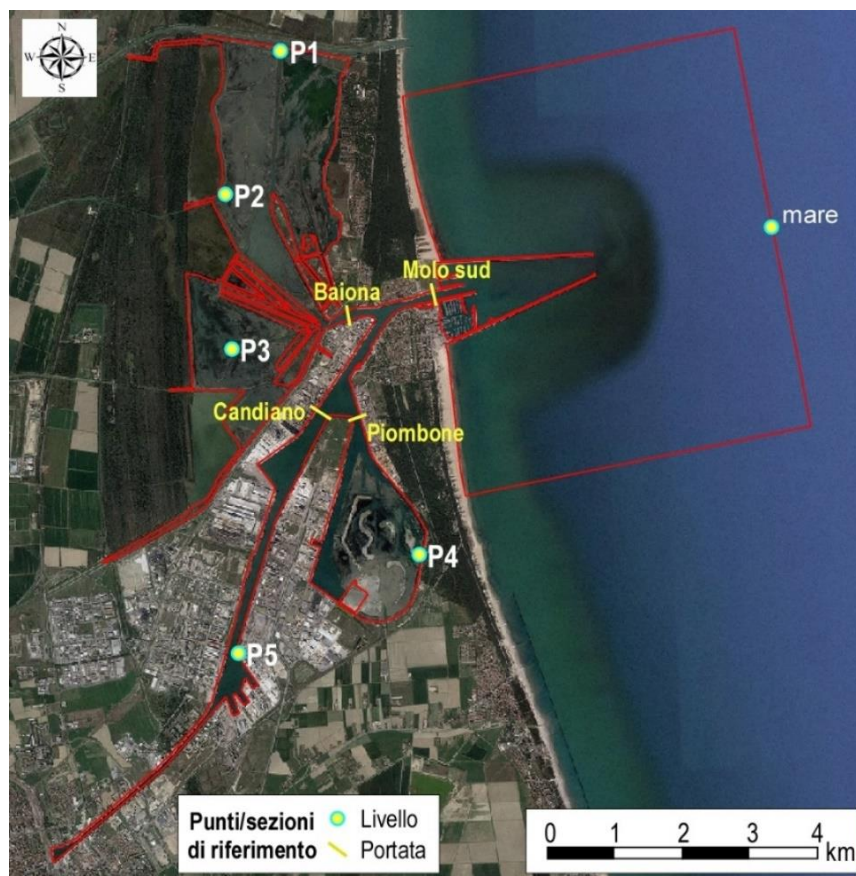 N
W E
S
P1
P2
mare
Molo sud
Baiona
P3
Candiano
Piombone
P4
P5
Punti/sezioni
di riferimento
Livello
Portata
0 1 2 3 4
km